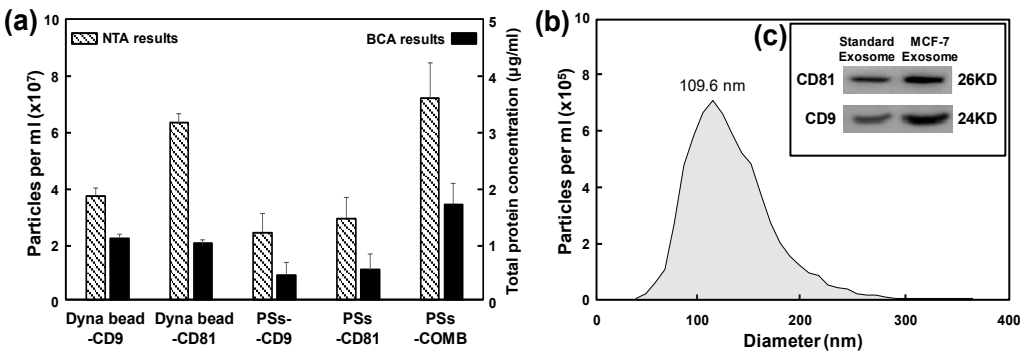 (a)
NTA results
BCA results
Particles per ml (x10⁷)
10
8
6
4
2
0
Total protein concentration (µg/ml)
5
4
3
2
1
0
Dyna bead
-CD9
Dyna bead
-CD81
PSs-
-CD9
PSs
-CD81
PSs
-COMB
(b)
Particles per ml (x10⁵)
10
8
6
4
2
0
109.6 nm
0
100
200
300
400
Diameter (nm)
(c)
Standard
Exosome
MCF-7
Exosome
CD81
26KD
CD9
24KD